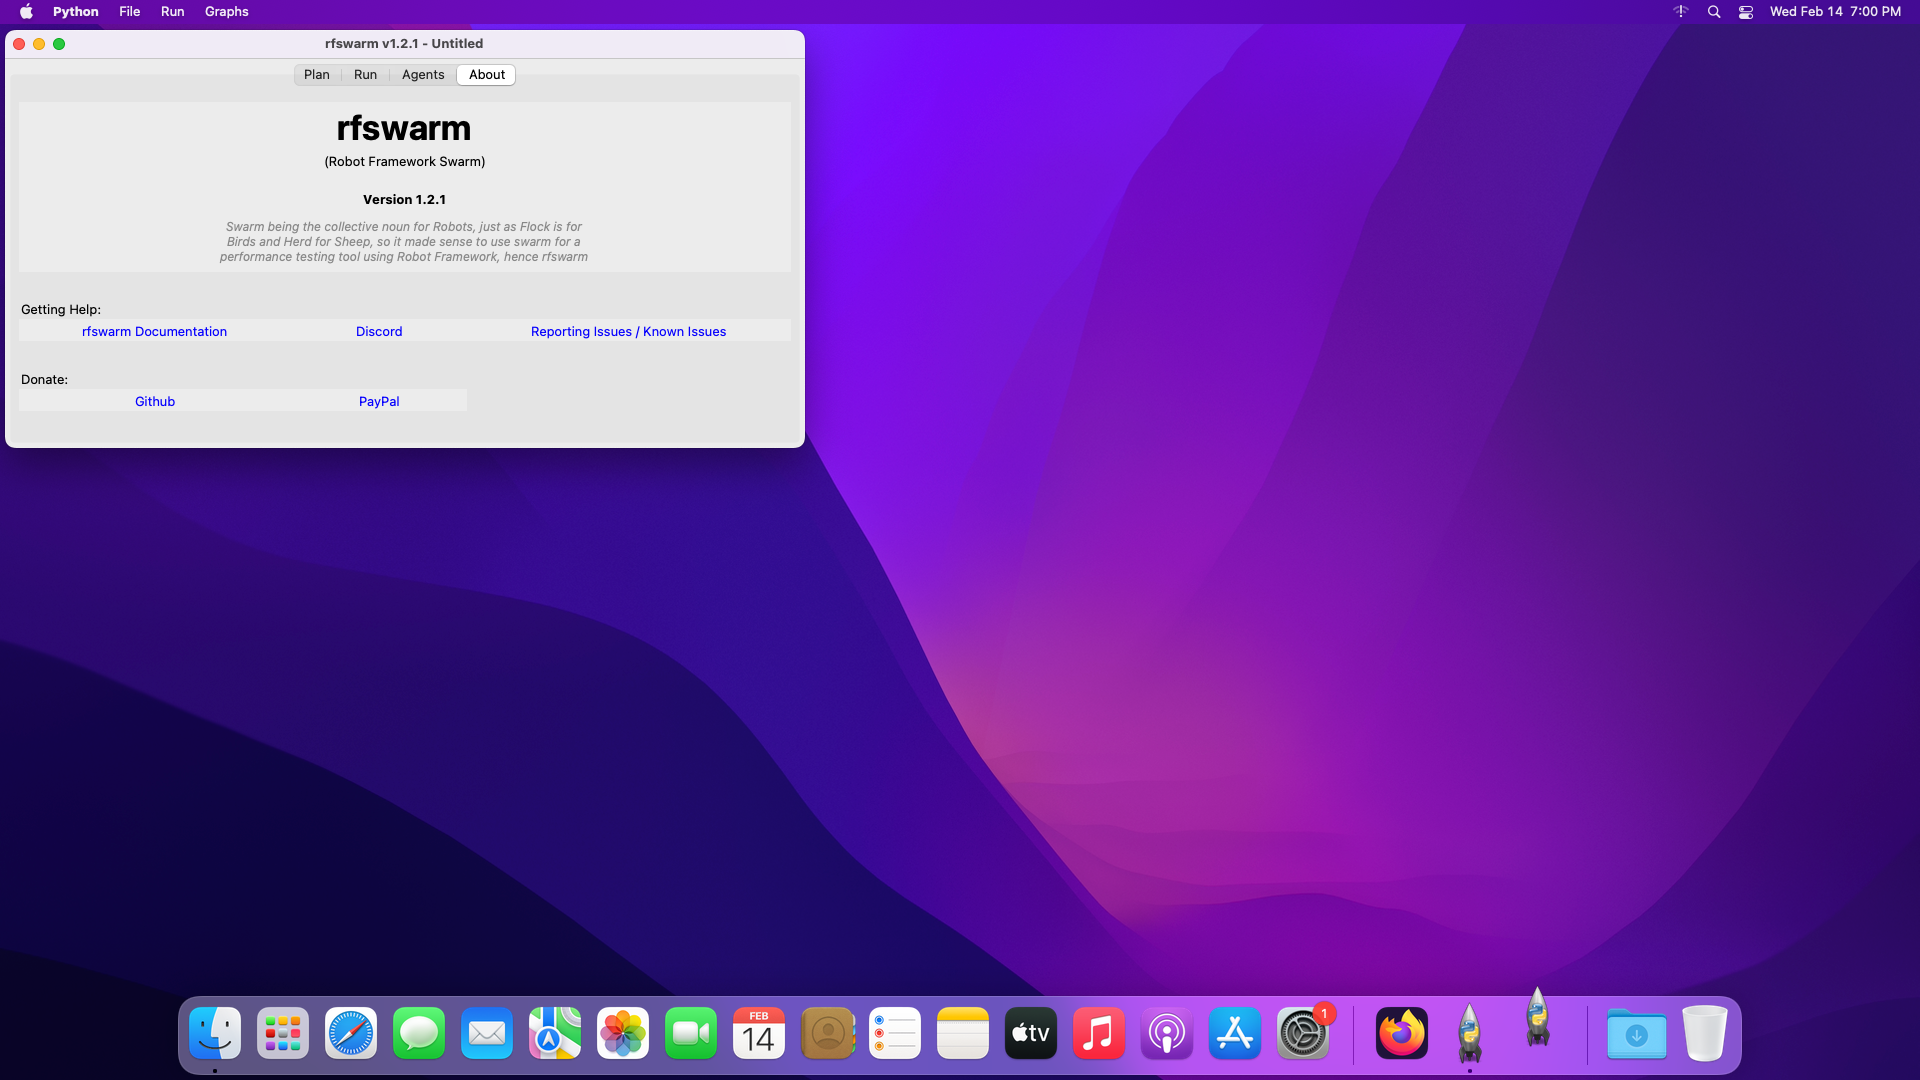 Python File Run Graphs
Wed Feb 14 7:00 PM
rfswarm v1.2.1 - Untitled
Plan Run Agents About
rfswarm
(Robot Framework Swarm)
Version 1.2.1
Swarm being the collective noun for Robots, just as Flock is for
Birds and Herd for Sheep, so it made sense to use swarm for a
performance testing tool using Robot Framework, hence rfswarm
Getting Help:
rfswarm Documentation Discord Reporting Issues / Known Issues
Donate:
Github PayPal
FEB
14
tv
1